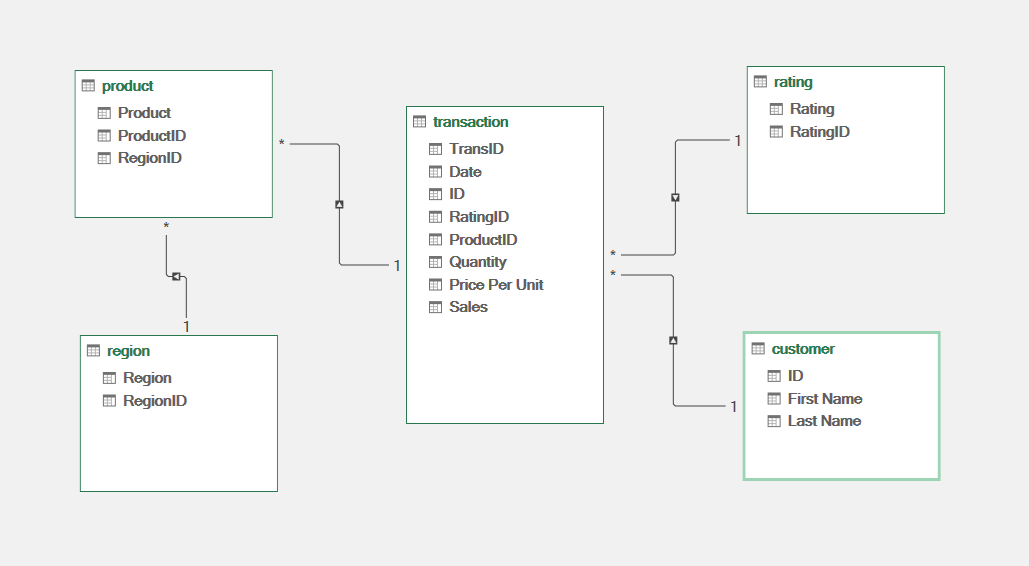 product
Product
ProductID
RegionID
*
*
1
region
Region
RegionID
1
transaction
TransID
Date
ID
RatingID
ProductID
Quantity
Price Per Unit
Sales
*
*
1
rating
Rating
RatingID
1
customer
ID
First Name
Last Name